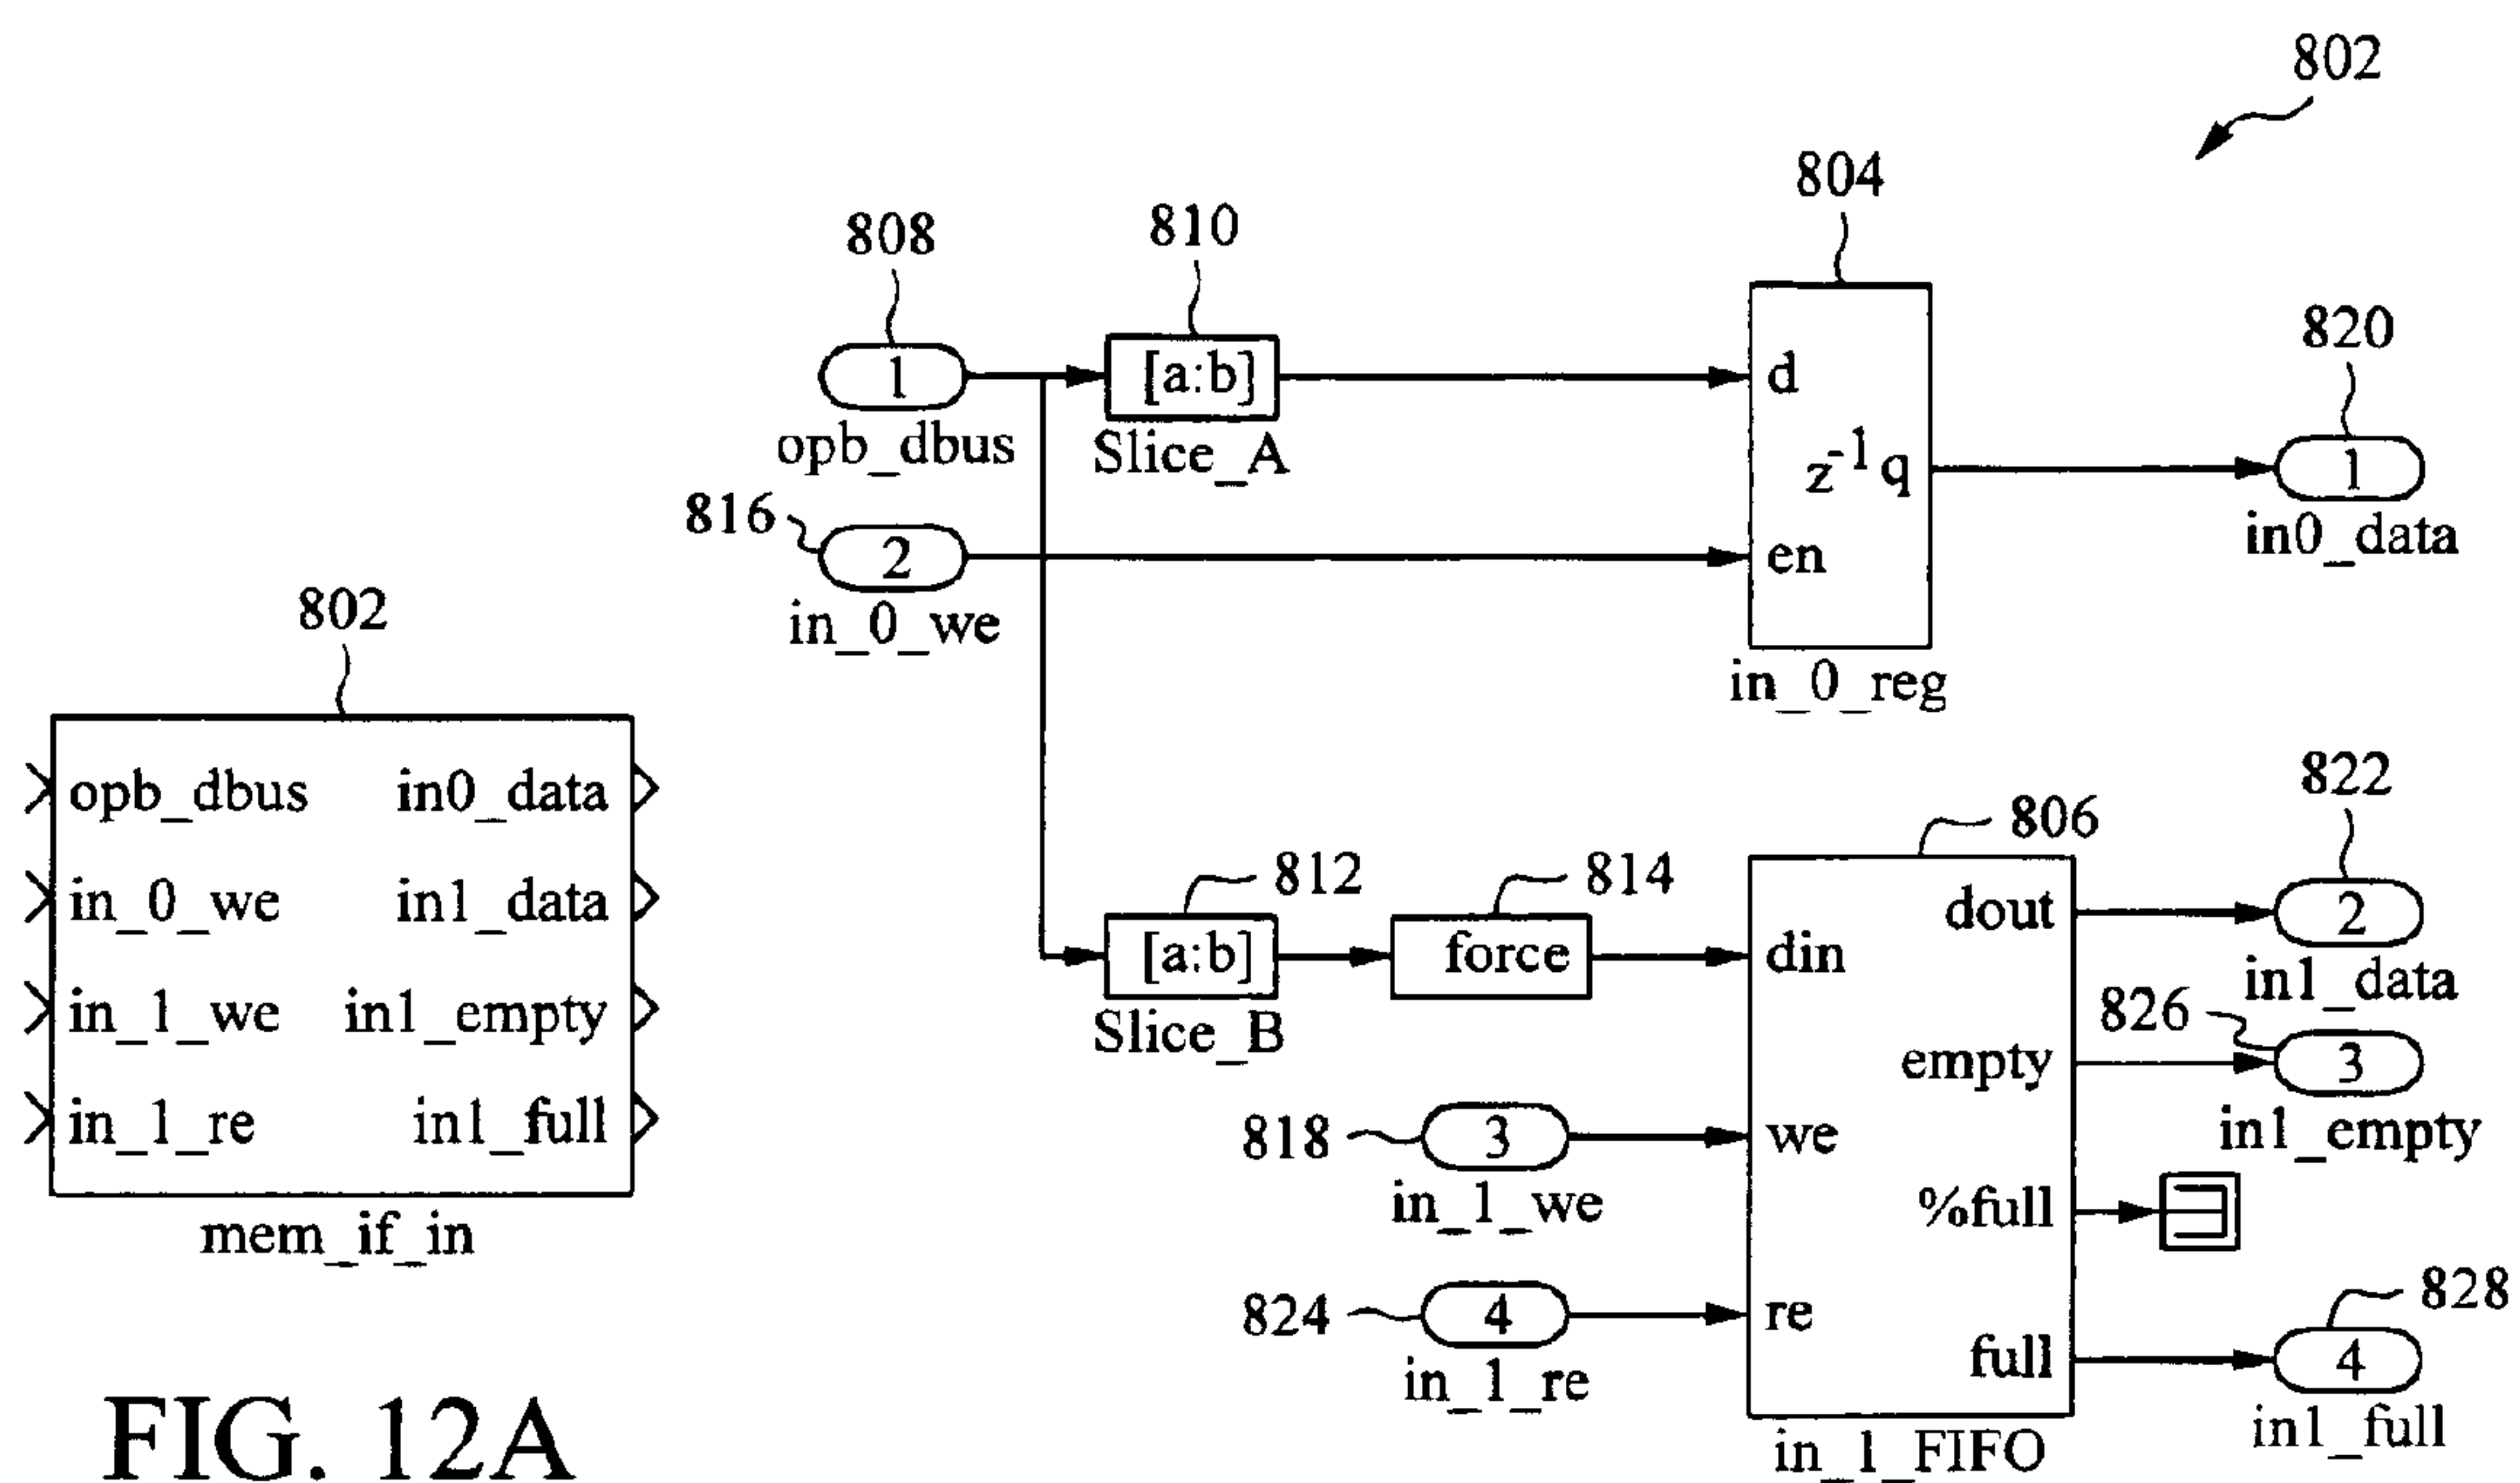 802
804
808
810
820
1
[a:b]
d
opb_dbus
Slice_A
z-1 q
1
816
2
en
in0_data
in_0_we
802
in_0_reg
opb_dbus in0_data
in_0_we in1_data
in_1_we in1_empty
in_1_re in1_full
mem_if_in
822
806
812
814
dout
2
[a:b]
force
din
in1_data
Slice_B
826
empty
3
818
3
we
in1_empty
in_1_we
%full
824
4
re
828
in_1_re
full
4
in1_full
in_1_FIFO
FIG. 12A